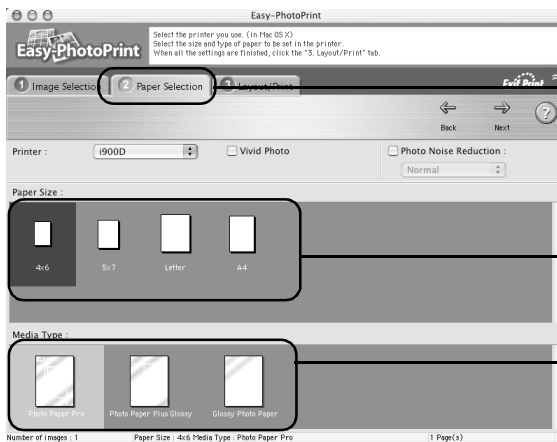 Easy-PhotoPrint
Easy-PhotoPrint
Select the printer you use. (in Mac OS X)
Select the size and type of paper to be set in the printer.
When all the settings are finished, click the "3. Layout/Print" tab.
1 Image Selection 2 Paper Selection 3 Layout/Print Exif Print
Back Next ?
Printer : i900D Vivid Photo Photo Noise Reduction :
Normal
Paper Size :
4x6 5x7 Letter A4
Media Type :
Photo Paper Pro Photo Paper Plus Glossy Glossy Photo Paper
Number of images : 1 Paper Size : 4x6 Media Type : Photo Paper Pro 1 Page(s)